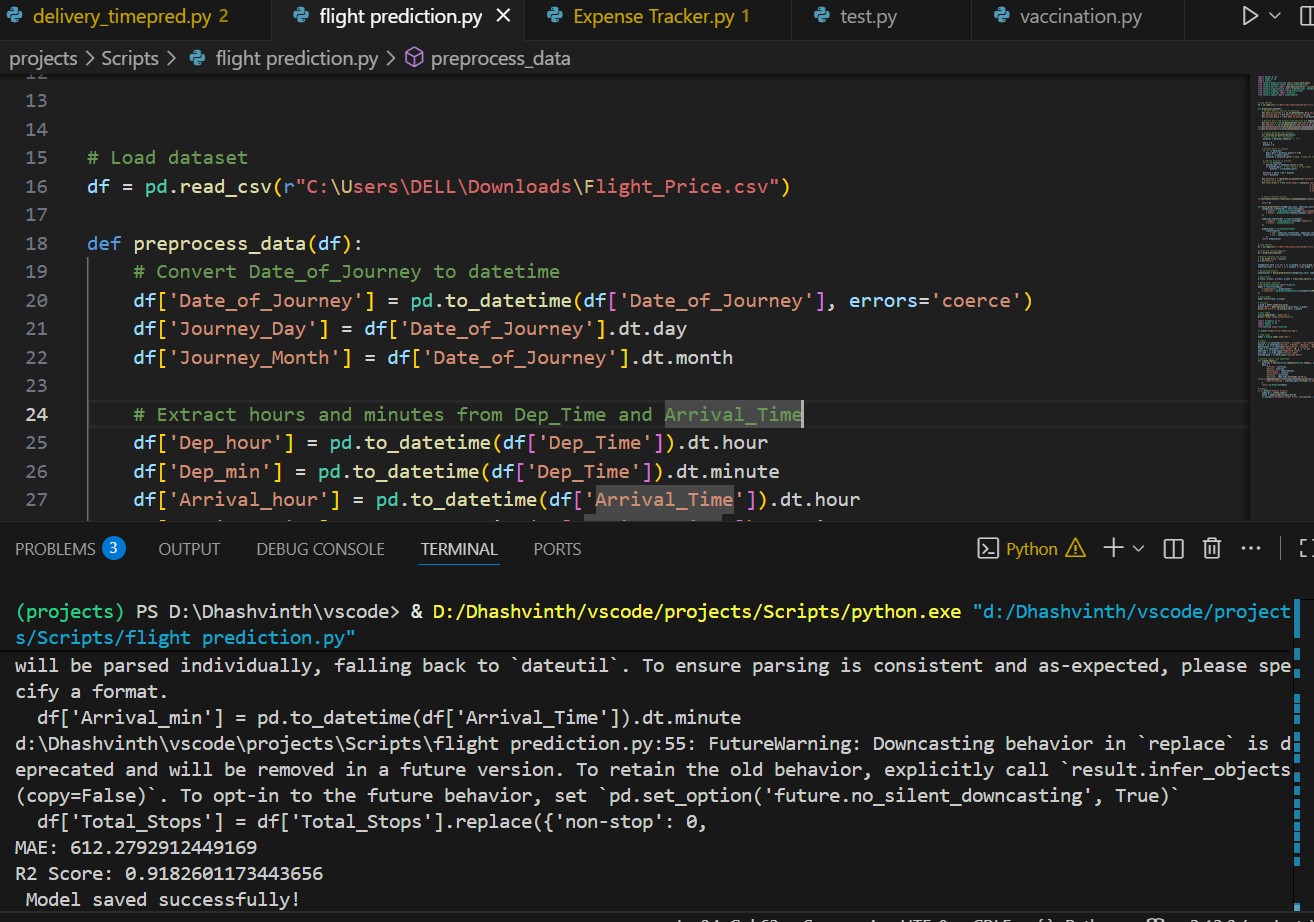 delivery_timepred.py 2 flight prediction.py Expense Tracker.py 1 test.py vaccination.py
projects > Scripts > flight prediction.py > preprocess_data
12
13
14
15 # Load dataset
16 df = pd.read_csv(r"C:\Users\DELL\Downloads\Flight_Price.csv")
17
18 def preprocess_data(df):
19 # Convert Date_of_Journey to datetime
20 df['Date_of_Journey'] = pd.to_datetime(df['Date_of_Journey'], errors='coerce')
21 df['Journey_Day'] = df['Date_of_Journey'].dt.day
22 df['Journey_Month'] = df['Date_of_Journey'].dt.month
23
24 # Extract hours and minutes from Dep_Time and Arrival_Time
25 df['Dep_hour'] = pd.to_datetime(df['Dep_Time']).dt.hour
26 df['Dep_min'] = pd.to_datetime(df['Dep_Time']).dt.minute
27 df['Arrival_hour'] = pd.to_datetime(df['Arrival_Time']).dt.hour
PROBLEMS 3 OUTPUT DEBUG CONSOLE TERMINAL PORTS Python
(projects) PS D:\Dhashvinth\vscode> & D:/Dhashvinth/vscode/projects/Scripts/python.exe "d:/Dhashvinth/vscode/project
s/Scripts/flight prediction.py"
will be parsed individually, falling back to `dateutil`. To ensure parsing is consistent and as-expected, please spe
cify a format.
df['Arrival_min'] = pd.to_datetime(df['Arrival_Time']).dt.minute
d:\Dhashvinth\vscode\projects\Scripts\flight prediction.py:55: FutureWarning: Downcasting behavior in `replace` is d
eprecated and will be removed in a future version. To retain the old behavior, explicitly call `result.infer_objects
(copy=False)`. To opt-in to the future behavior, set `pd.set_option('future.no_silent_downcasting', True)`
df['Total_Stops'] = df['Total_Stops'].replace({'non-stop': 0,
MAE: 612.2792912449169
R2 Score: 0.9182601173443656
Model saved successfully!